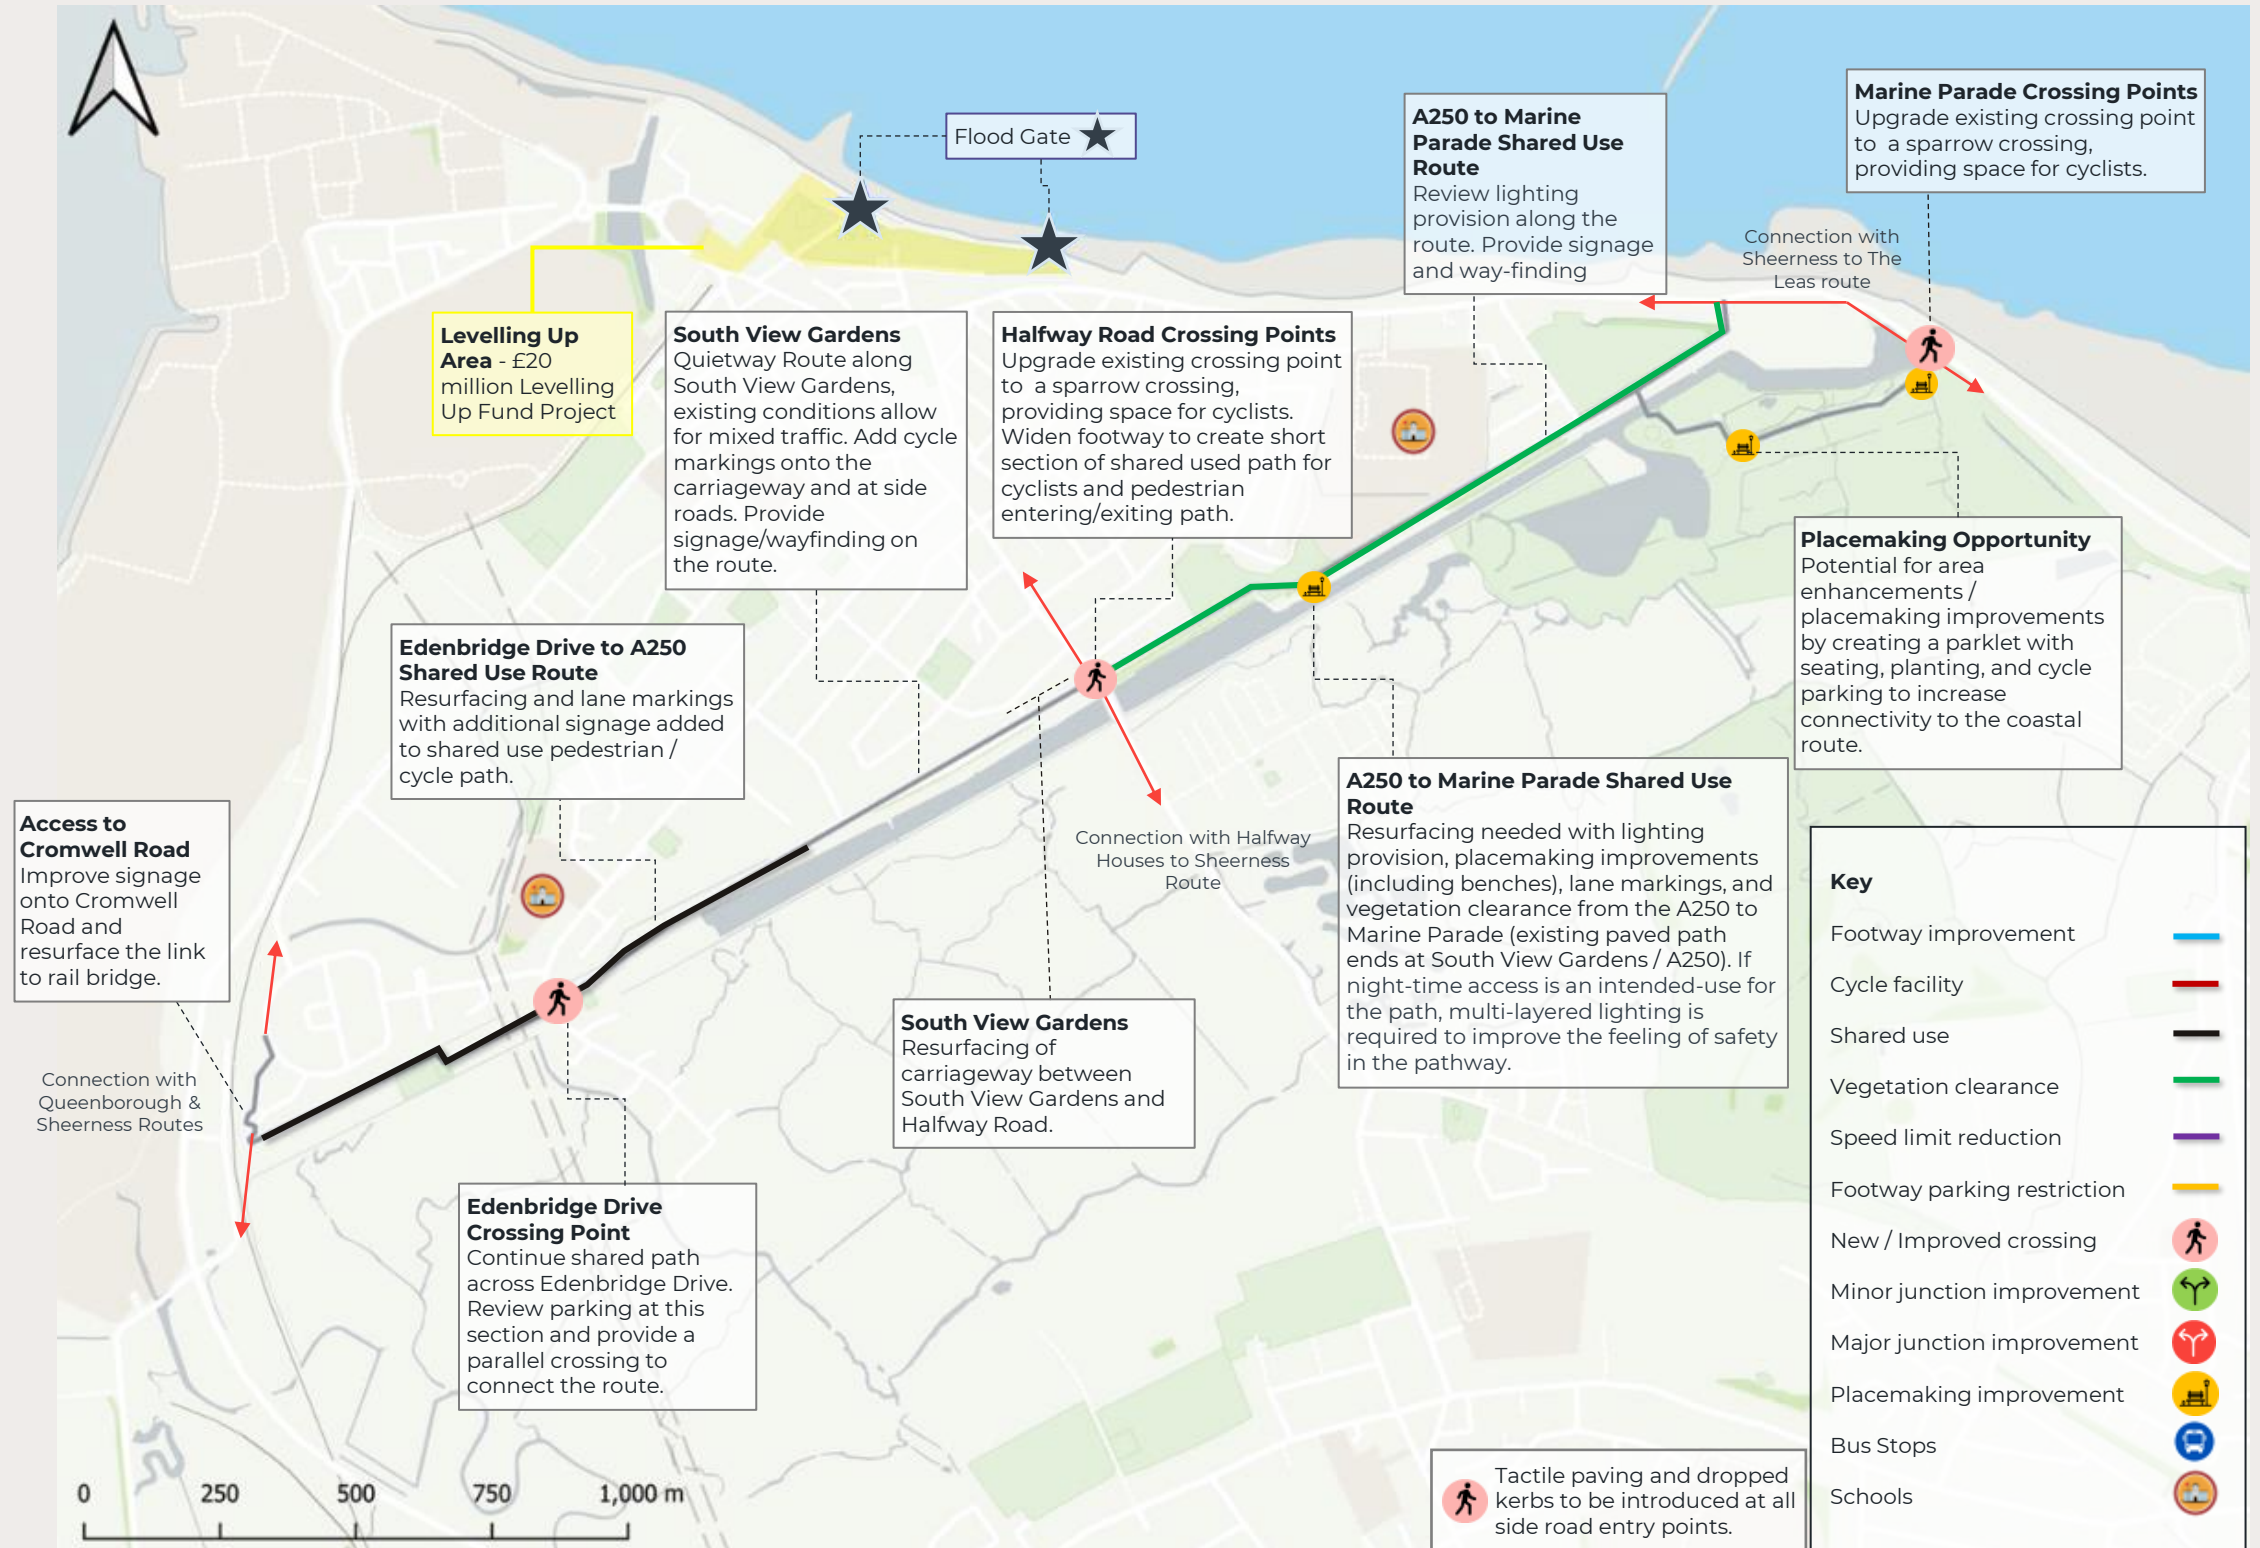 Flood Gate
A250 to Marine
Parade Shared Use
Route
Review lighting
provision along the
route. Provide signage
and way-finding
Marine Parade Crossing Points
Upgrade existing crossing point
to a sparrow crossing,
providing space for cyclists.
Connection with
Sheerness to The
Leas route
Levelling Up
Area - £20
million Levelling
Up Fund Project
South View Gardens
Quietway Route along
South View Gardens,
existing conditions allow
for mixed traffic. Add cycle
markings onto the
carriageway and at side
roads. Provide
signage/wayfinding on
the route.
Halfway Road Crossing Points
Upgrade existing crossing point
to a sparrow crossing,
providing space for cyclists.
Widen footway to create short
section of shared used path for
cyclists and pedestrian
entering/exiting path.
Placemaking Opportunity
Potential for area
enhancements /
placemaking improvements
by creating a parklet with
seating, planting, and cycle
parking to increase
connectivity to the coastal
route.
Edenbridge Drive to A250
Shared Use Route
Resurfacing and lane markings
with additional signage added
to shared use pedestrian /
cycle path.
Access to
Cromwell Road
Improve signage
onto Cromwell
Road and
resurface the link
to rail bridge.
Connection with Halfway
Houses to Sheerness
Route
A250 to Marine Parade Shared Use
Route
Resurfacing needed with lighting
provision, placemaking improvements
(including benches), lane markings, and
vegetation clearance from the A250 to
Marine Parade (existing paved path
ends at South View Gardens / A250). If
night-time access is an intended-use for
the path, multi-layered lighting is
required to improve the feeling of safety
in the pathway.
Connection with
Queenborough &
Sheerness Routes
South View Gardens
Resurfacing of
carriageway between
South View Gardens and
Halfway Road.
Edenbridge Drive
Crossing Point
Continue shared path
across Edenbridge Drive.
Review parking at this
section and provide a
parallel crossing to
connect the route.
Key
Footway improvement
Cycle facility
Shared use
Vegetation clearance
Speed limit reduction
Footway parking restriction
New / Improved crossing
Minor junction improvement
Major junction improvement
Placemaking improvement
Bus Stops
Schools
Tactile paving and dropped
kerbs to be introduced at all
side road entry points.
0 250 500 750 1,000 m